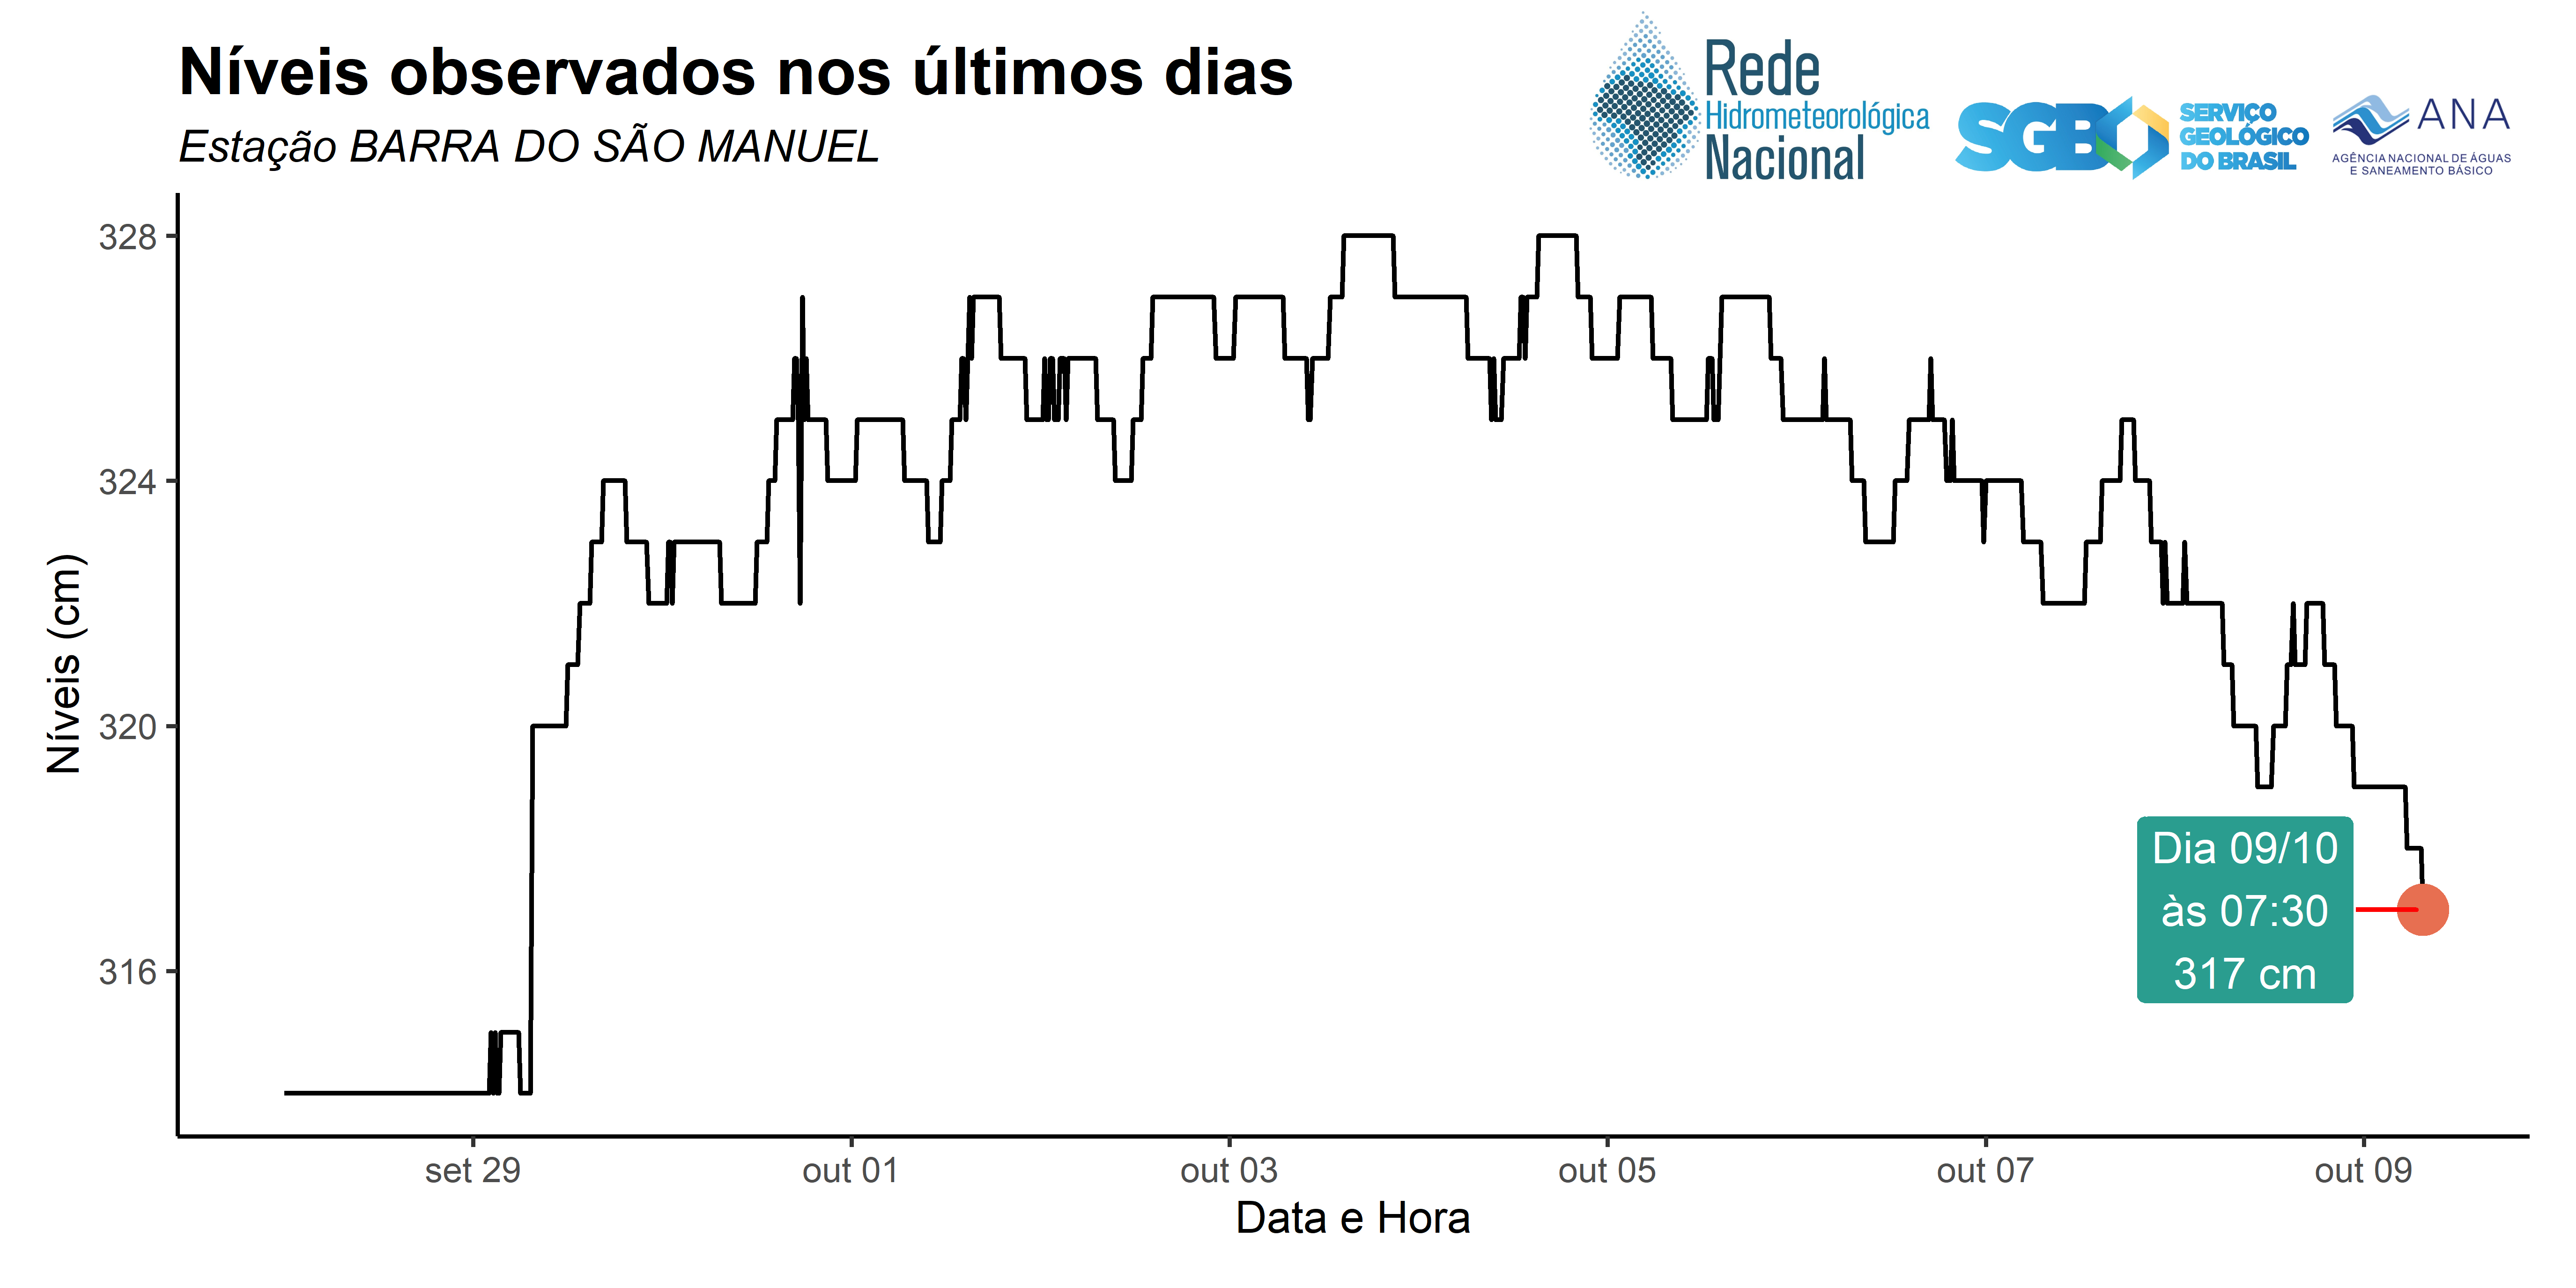 Níveis observados nos últimos dias
Estação BARRA DO SÃO MANUEL
Rede
Hidrometeorológica
Nacional
SGB
SERVIÇO
GEOLÓGICO
DO BRASIL
ANA
AGÊNCIA NACIONAL DE ÁGUAS
E SANEAMENTO BÁSICO
328
324
320
316
Níveis (cm)
Dia 09/10
às 07:30
317 cm
set 29
out 01
out 03
out 05
out 07
out 09
Data e Hora